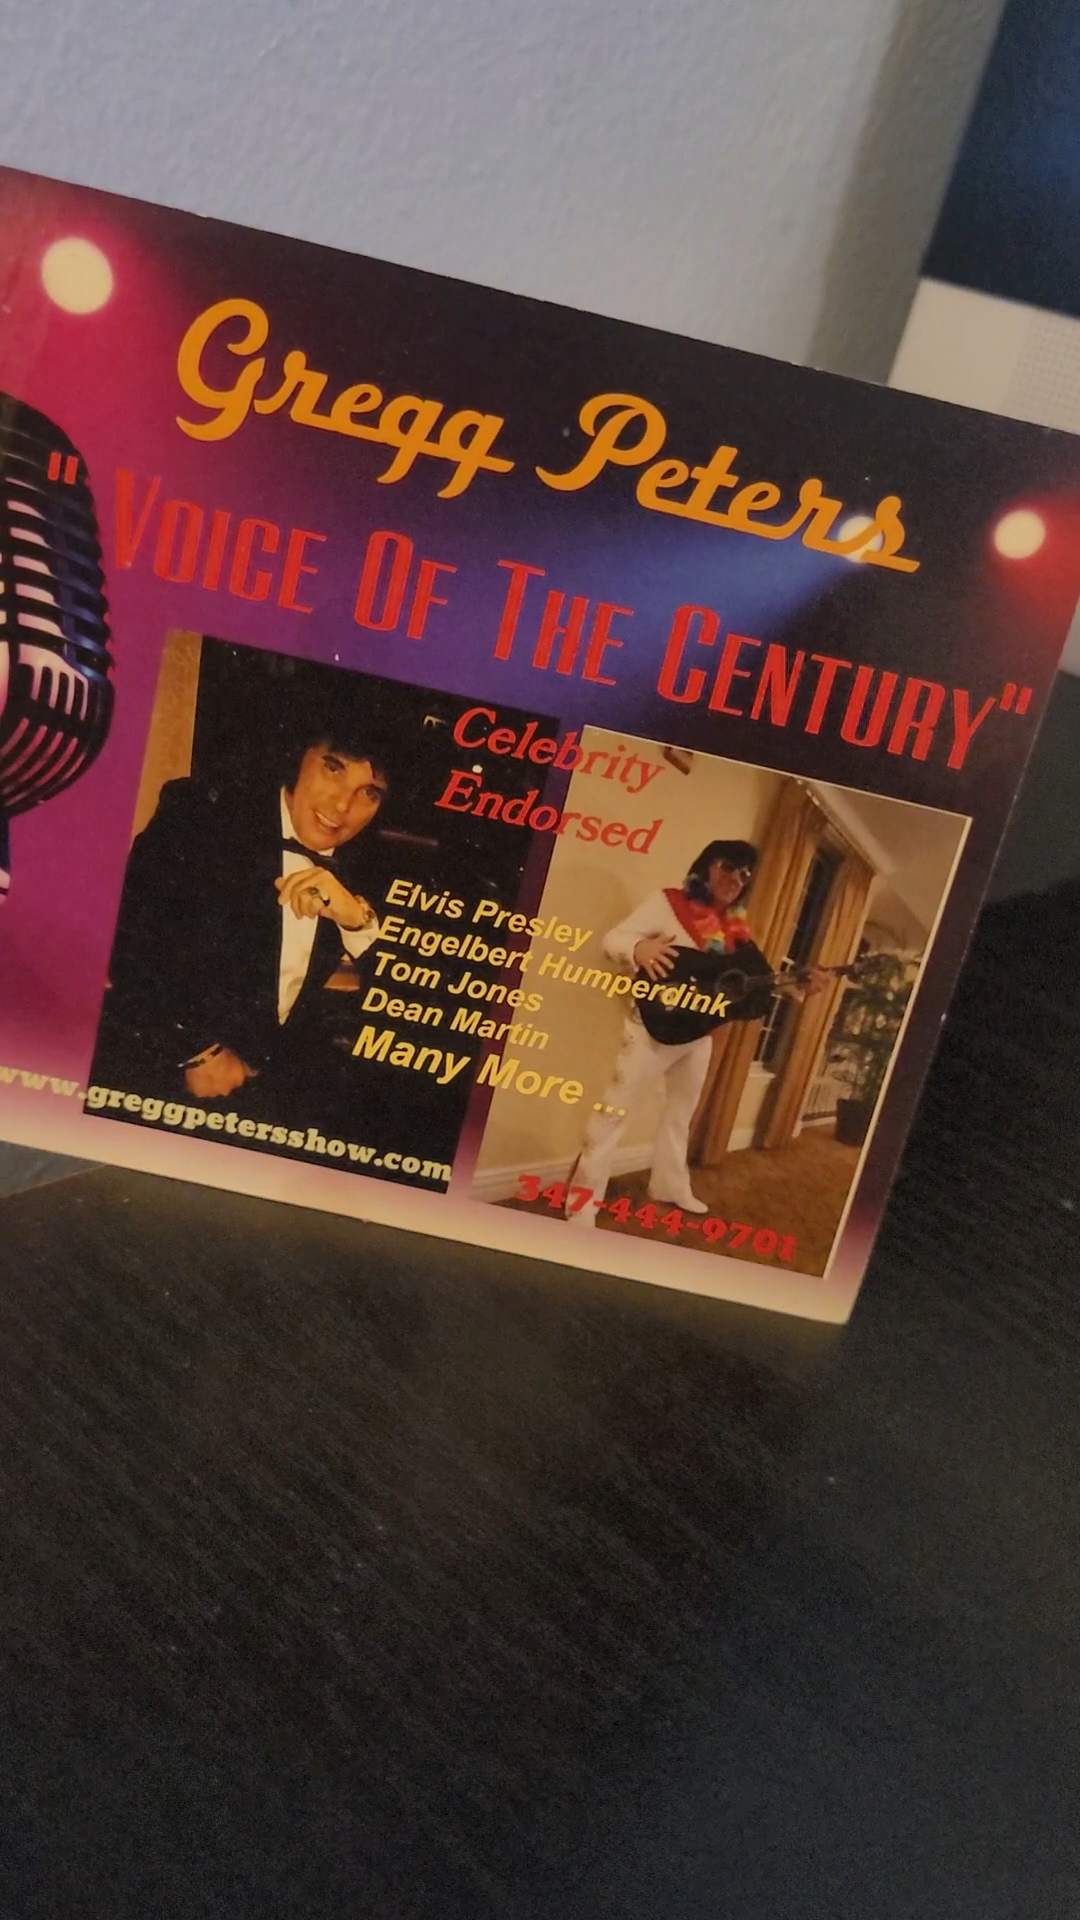 Gregg Peters
"VOICE OF THE CENTURY"
Celebrity
Endorsed
Elvis Presley
Engelbert Humperdink
Tom Jones
Dean Martin
Many More ...
www.greggpetersshow.com
347-444-9701